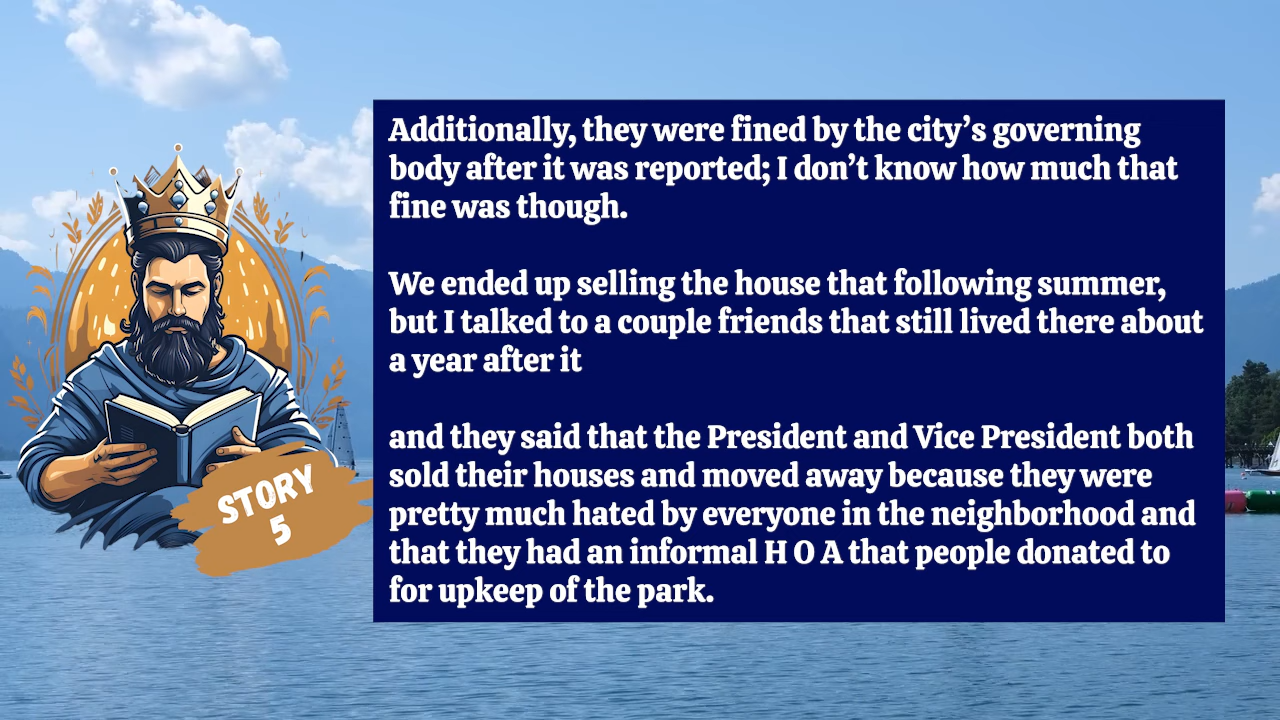 Additionally, they were fined by the city’s governing
body after it was reported; I don’t know how much that
fine was though.
We ended up selling the house that following summer,
but I talked to a couple friends that still lived there about
a year after it
and they said that the President and Vice President both
sold their houses and moved away because they were
pretty much hated by everyone in the neighborhood and
that they had an informal H O A that people donated to
for upkeep of the park.
STORY
5